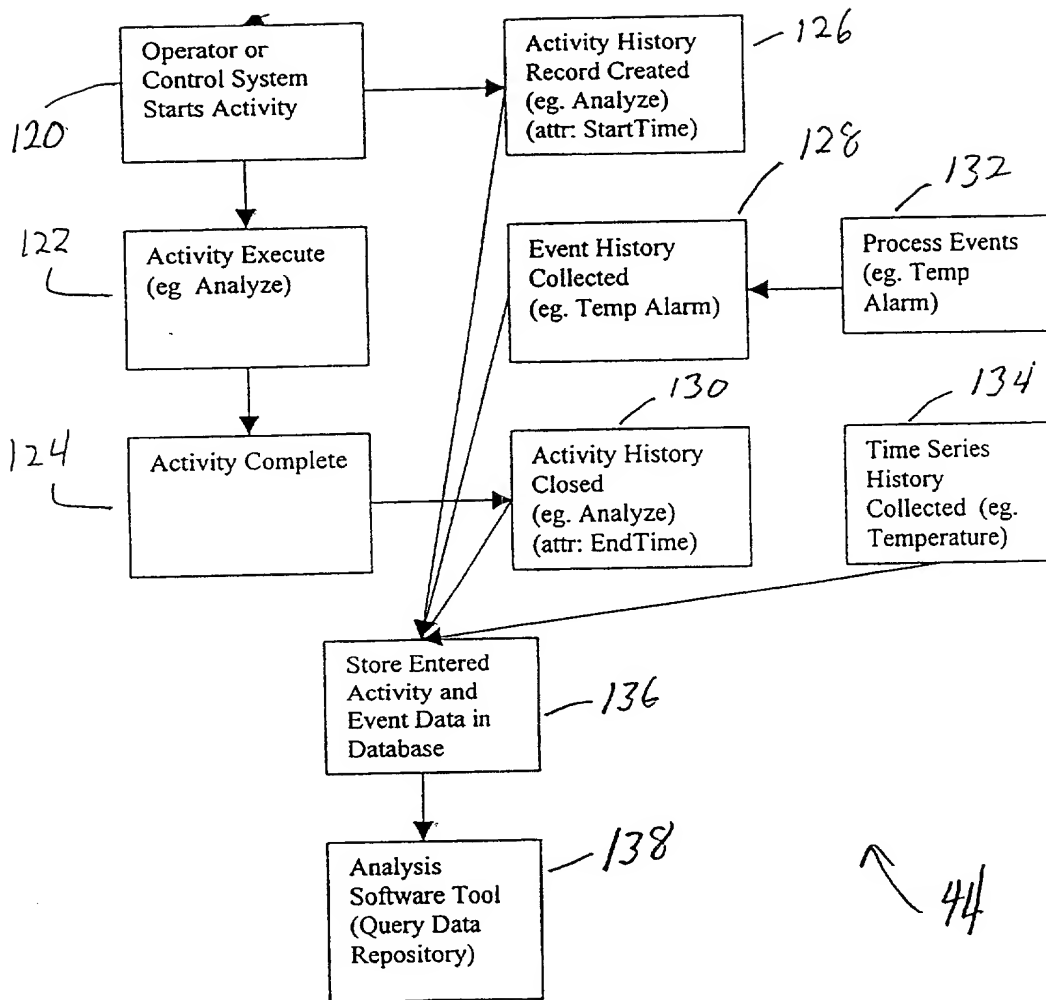 Operator or
Control System
Starts Activity
120
Activity History
Record Created
(eg. Analyze)
(attr: StartTime)
126
Activity Execute
(eg Analyze)
122
Event History
Collected
(eg. Temp Alarm)
128
Process Events
(eg. Temp
Alarm)
132
Activity Complete
124
Activity History
Closed
(eg. Analyze)
(attr: EndTime)
130
Time Series
History
Collected (eg.
Temperature)
134
Store Entered
Activity and
Event Data in
Database
136
Analysis
Software Tool
(Query Data
Repository)
138
44